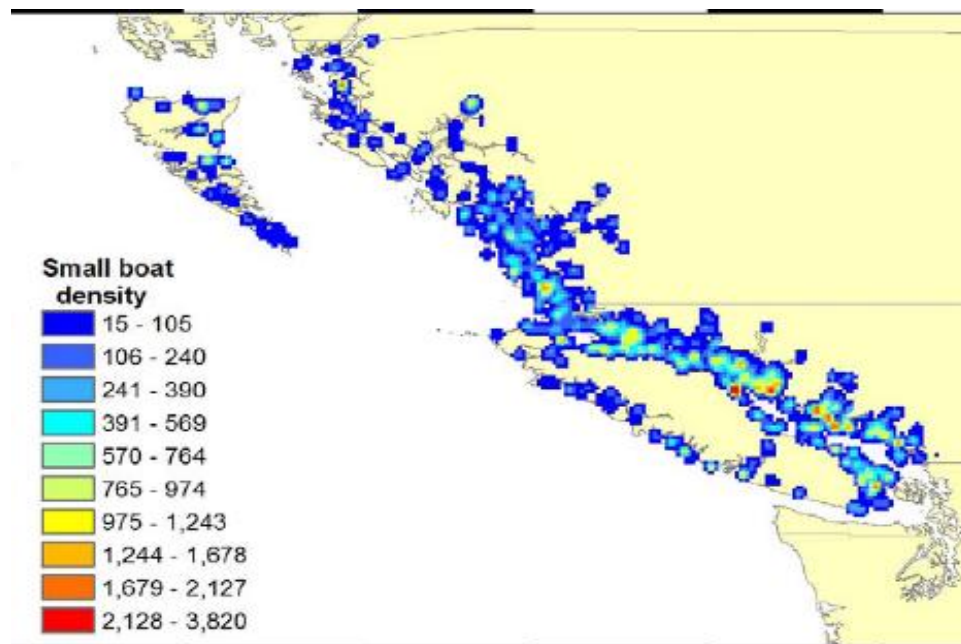 Small boat
density
15 - 105
106 - 240
241 - 390
391 - 569
570 - 764
765 - 974
975 - 1,243
1,244 - 1,678
1,679 - 2,127
2,128 - 3,820